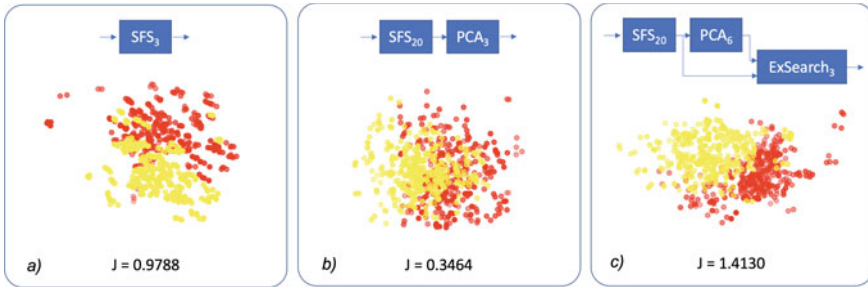 SFS₃
a)
J = 0.9788
SFS₂₀
PCA₃
b)
J = 0.3464
SFS₂₀
PCA₆
ExSearch₃
c)
J = 1.4130